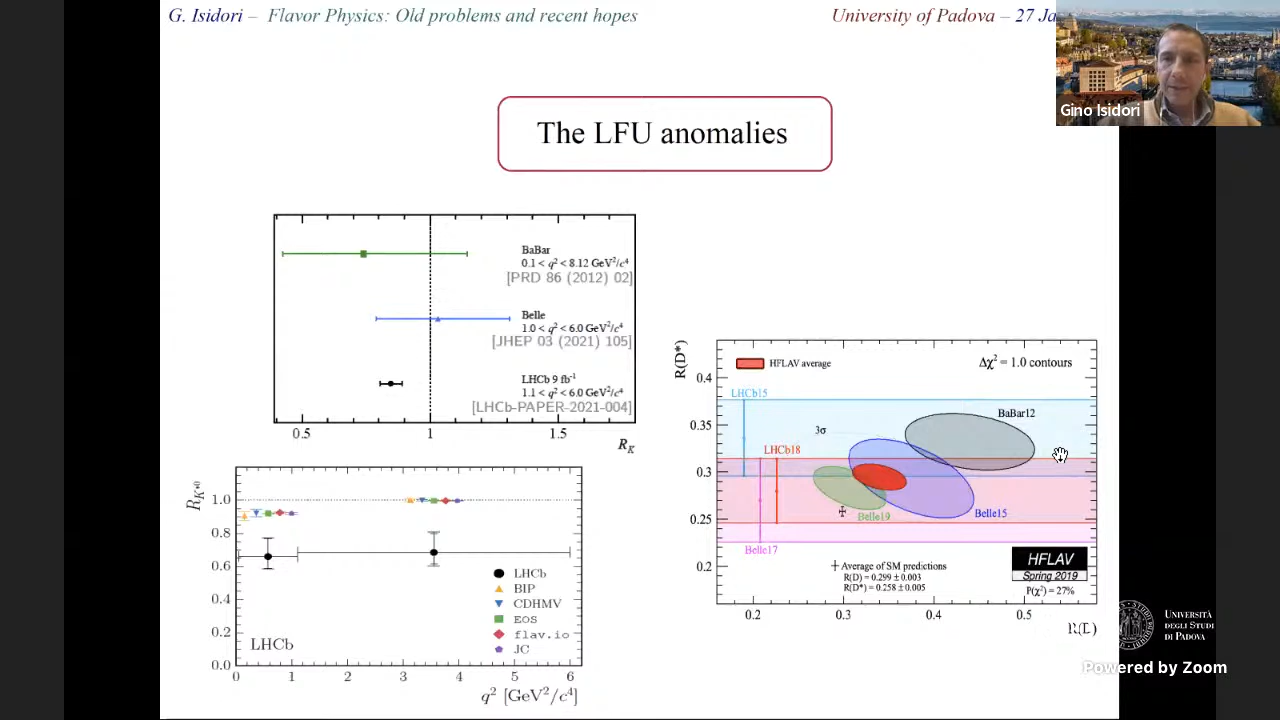 G. Isidori – Flavor Physics: Old problems and recent hopes
University of Padova – 27 Ja
Gino Isidori
The LFU anomalies
BaBar
0.1 < q² < 8.12 GeV²/c⁴
[PRD 86 (2012) 02]
Belle
1.0 < q² < 6.0 GeV²/c⁴
[JHEP 03 (2021) 105]
LHCb 9 fb⁻¹
1.1 < q² < 6.0 GeV²/c⁴
[LHCb-PAPER-2021-004]
0.5 1 1.5
R_K
R_K*0
1.0
0.8
0.6
0.4
0.2
0.0
LHCb
BIP
CDHMV
EOS
flav.io
JC
LHCb
0 1 2 3 4 5 6
q² [GeV²/c⁴]
R(D*)
HFLAV average
Δχ² = 1.0 contours
0.4
0.35
0.3
0.25
0.2
LHCb15
BaBar12
3σ
LHCb18
Belle19
Belle15
Belle17
Average of SM predictions
R(D) = 0.299 ± 0.003
R(D*) = 0.258 ± 0.005
HFLAV
Spring 2019
P(χ²) = 27%
0.2 0.3 0.4 0.5
R(D)
UNIVERSITÀ
DEGLI STUDI
DI PADOVA
Powered by Zoom